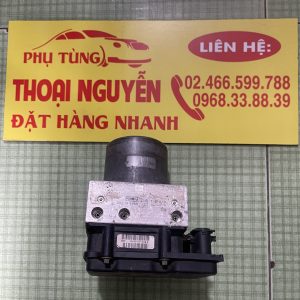 PHỤ TÙNG
THOẠI NGUYỄN
ĐẶT HÀNG NHANH
LIÊN HỆ:
02.466.599.788
0968.33.88.39